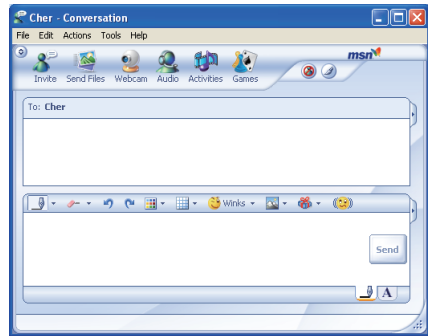 Cher - Conversation
File Edit Actions Tools Help
msn
Invite Send Files Webcam Audio Activities Games
To: Cher
Winks
Send
A